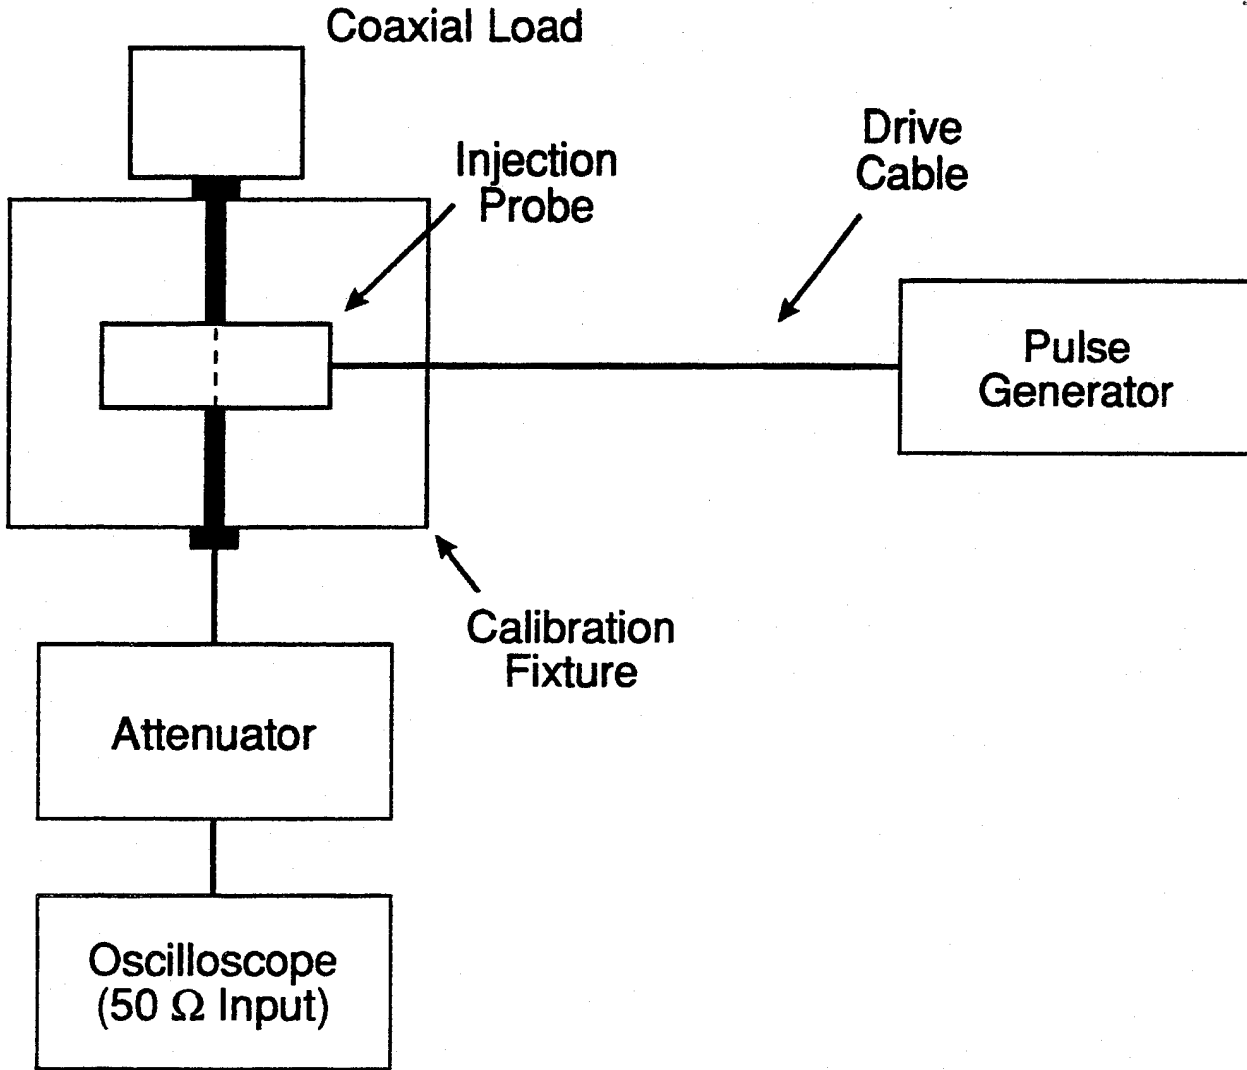 Coaxial Load
Injection
Probe
Drive
Cable
Pulse
Generator
Calibration
Fixture
Attenuator
Oscilloscope
(50 Ω Input)